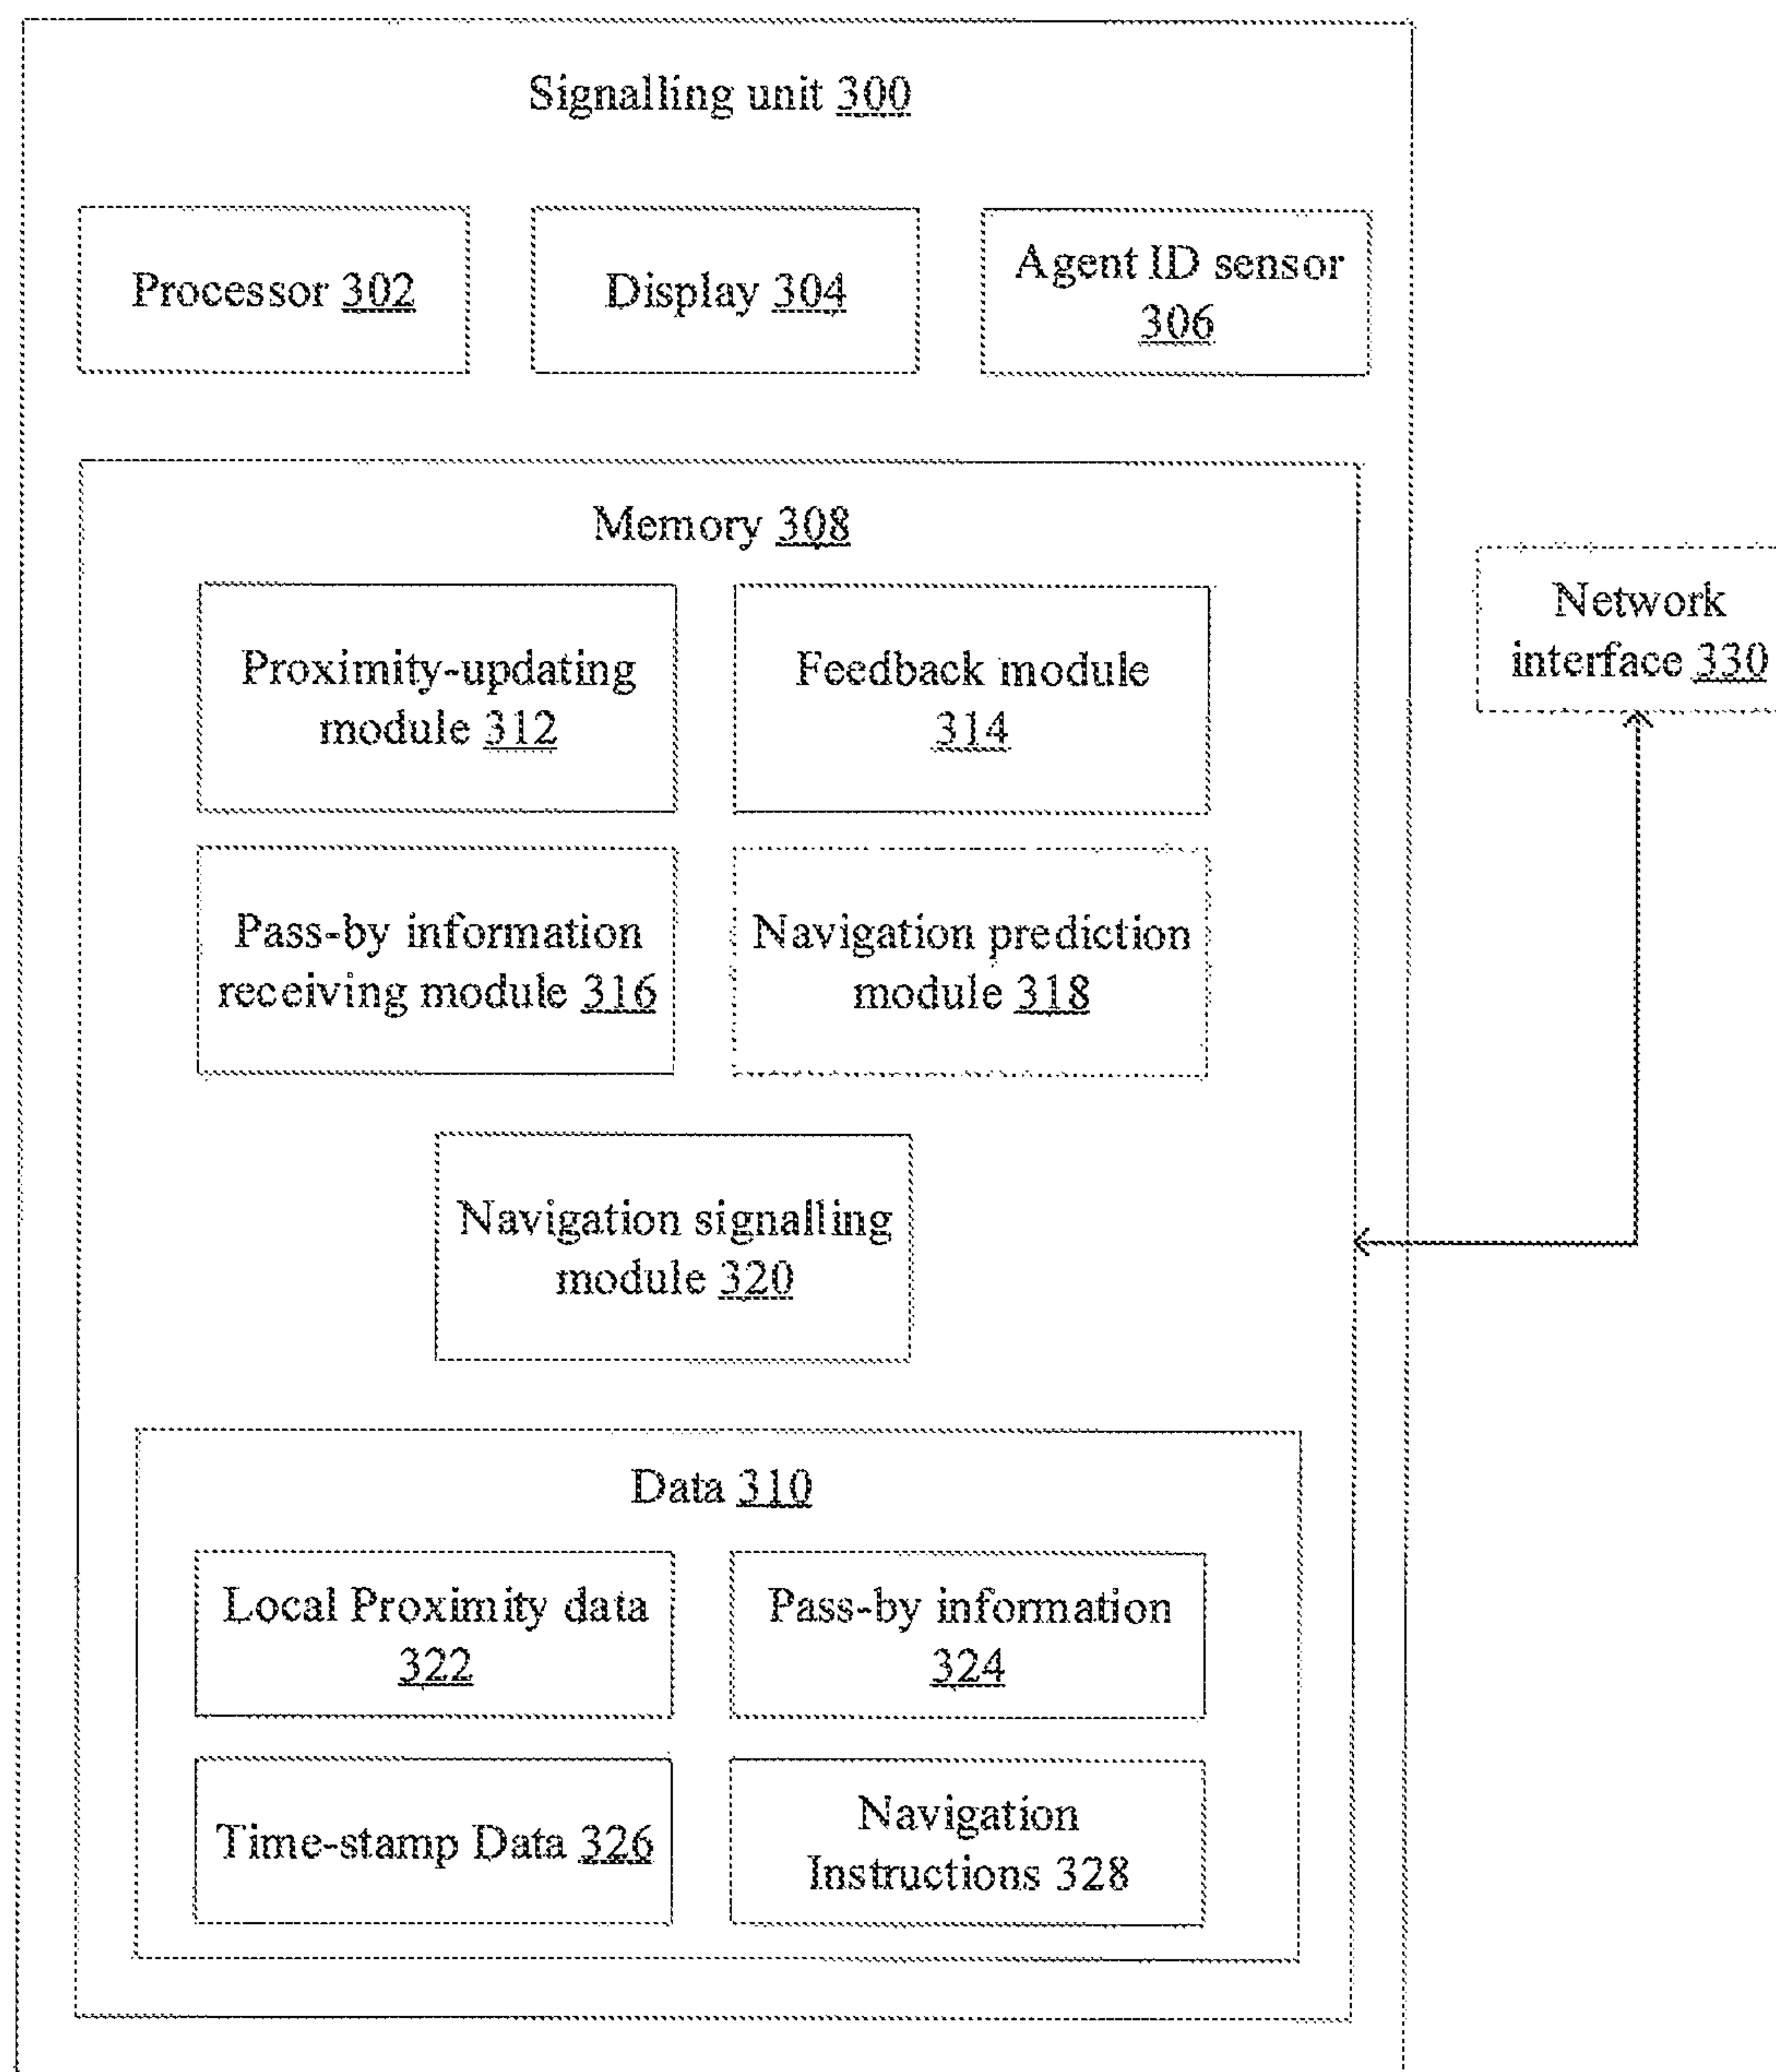 Signalling unit 300
Processor 302
Display 304
Agent ID sensor
306
Memory 308
Proximity-updating
module 312
Feedback module
314
Pass-by information
receiving module 316
Navigation prediction
module 318
Navigation signalling
module 320
Data 310
Local Proximity data
322
Pass-by information
324
Time-stamp Data 326
Navigation
Instructions 328
Network
interface 330